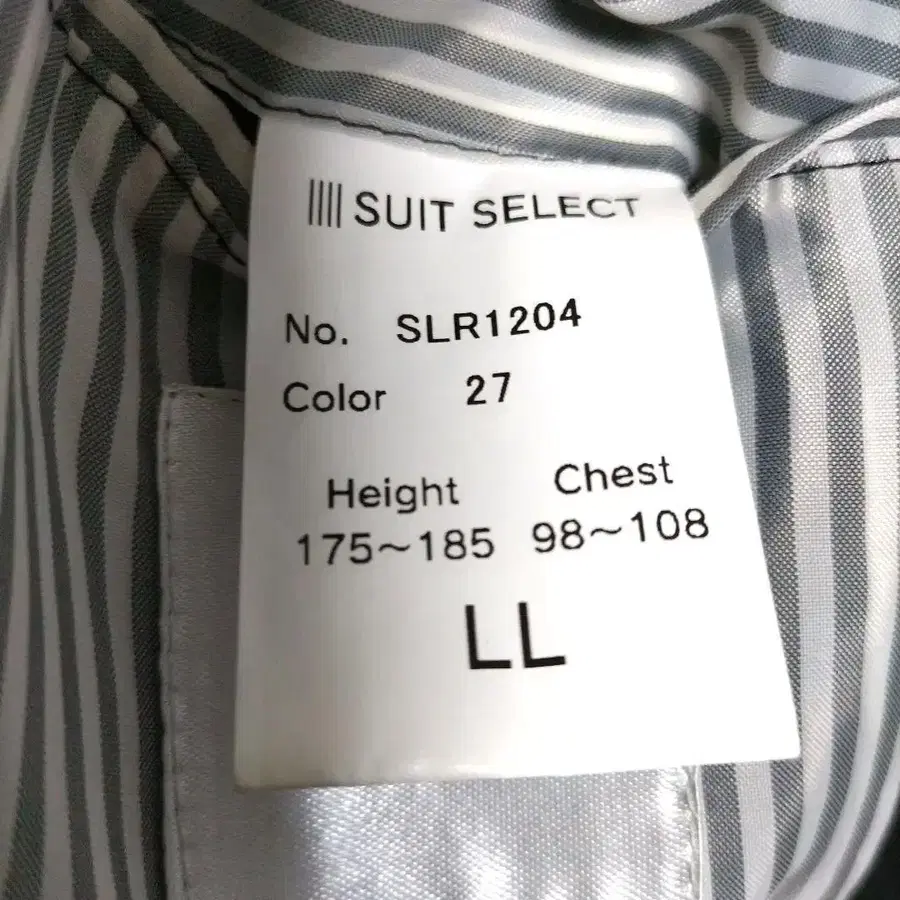 SUIT SELECT
No. SLR1204
Color 27
Height Chest
175~185 98~108
LL